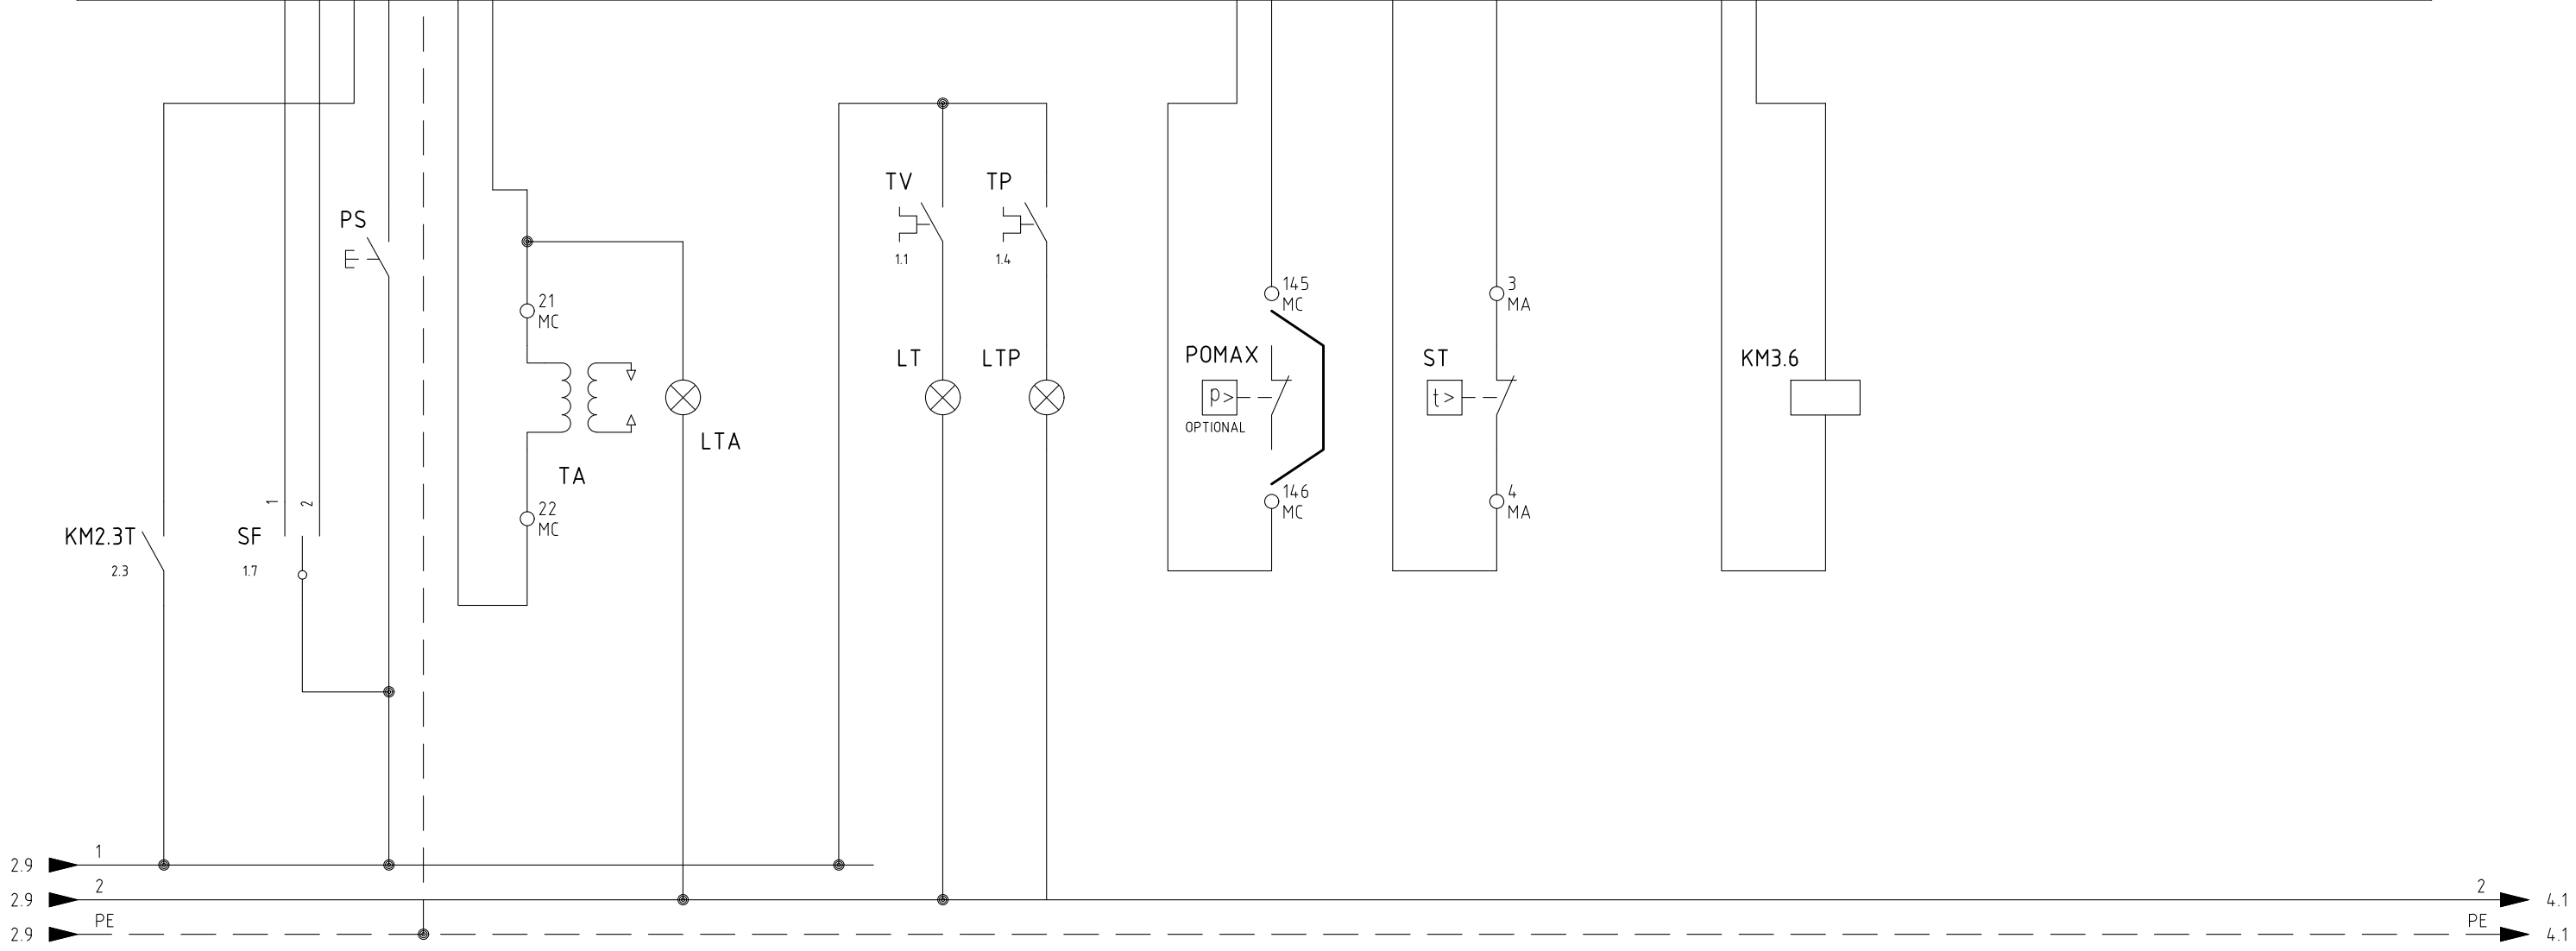 TV
TP
PS
1.1
1.4
145
MC
3
MA
21
MC
LT
LTP
POMAX
p>
OPTIONAL
ST
t>
KM3.6
LTA
TA
1
2
146
MC
4
MA
22
MC
KM2.3T
2.3
SF
1.7
2.9
1
2.9
2
2
4.1
2.9
PE
PE
4.1